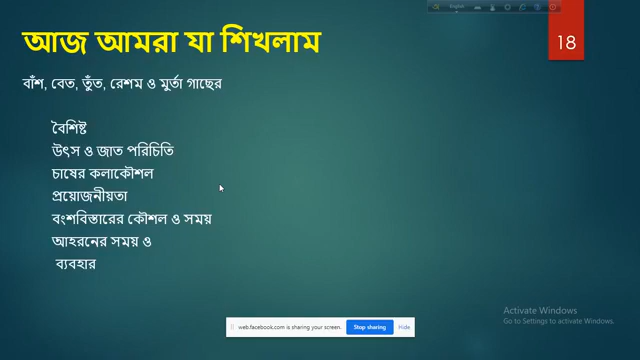 English
আজ আমরা যা শিখলাম
18
বাঁশ, বেত, তুঁত, রেশম ও মুর্তা গাছের
বৈশিষ্ট
উৎস ও জাত পরিচিতি
চাষের কলাকৌশল
প্রয়োজনীয়তা
বংশবিস্তারের কৌশল ও সময়
আহরনের সময় ও
ব্যবহার
Activate Windows
Go to Settings to activate Windows.
web.facebook.com is sharing your screen.
Stop sharing
Hide